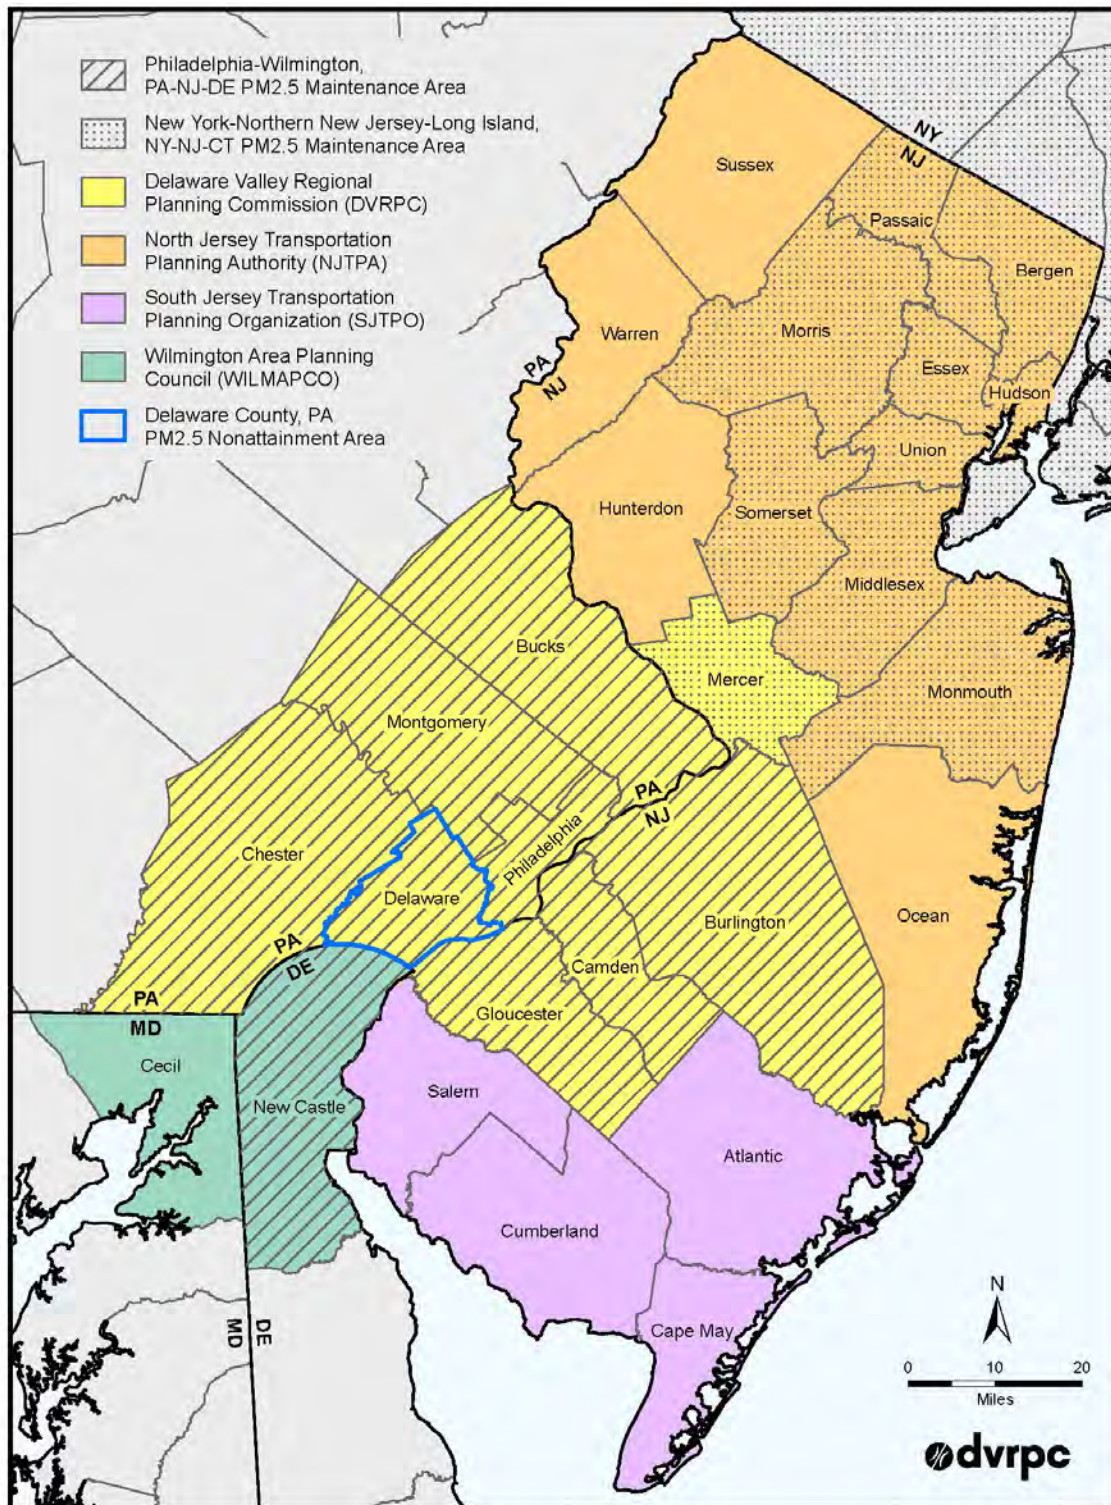 Philadelphia-Wilmington,
PA-NJ-DE PM2.5 Maintenance Area
New York-Northern New Jersey-Long Island,
NY-NJ-CT PM2.5 Maintenance Area
Delaware Valley Regional
Planning Commission (DVRPC)
North Jersey Transportation
Planning Authority (NJTPA)
South Jersey Transportation
Planning Organization (SJTPO)
Wilmington Area Planning
Council (WILMAPCO)
Delaware County, PA
PM2.5 Nonattainment Area
NY
NJ
Sussex
Passaic
Bergen
Warren
Morris
PA
NJ
Essex
Hudson
Union
Hunterdon
Somerset
Middlesex
Bucks
Mercer
Monmouth
Montgomery
PA
NJ
Philadelphia
Chester
Delaware
Ocean
Burlington
PA
DE
Camden
PA
Gloucester
MD
Cecil
Salem
New Castle
Atlantic
Cumberland
N
DE
MD
Cape May
0 10 20
Miles
dvrpc